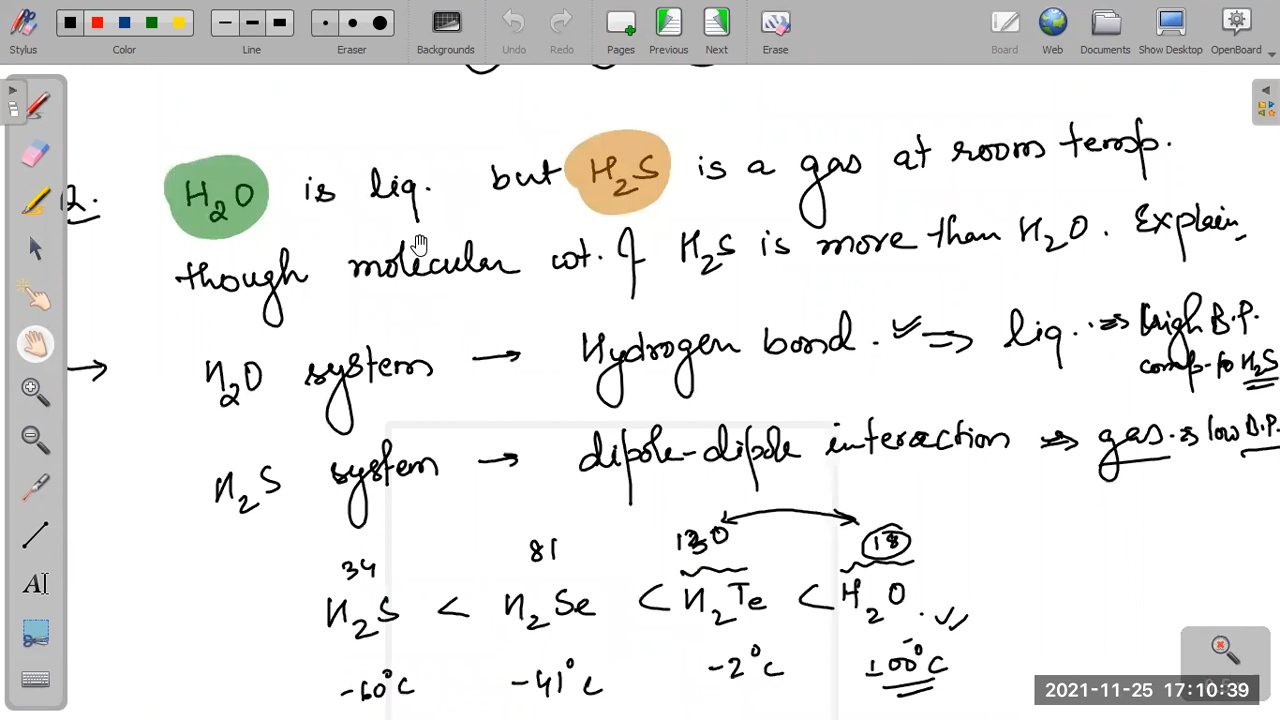 Stylus Color Line Eraser Backgrounds Undo Redo Pages Previous Next Erase Board Web Documents Show Desktop OpenBoard
12. H2O is liq. but H2S is a gas at room temp.
though molecular wt. of H2S is more than H2O. Explain
→ H2O system → Hydrogen bond. ✓ ⇒ liq. ⇒ high B.P.
comp. to H2S
H2S system → dipole-dipole interaction ⇒ gas. ⇒ low B.P.
34 81 130 18
H2S < H2Se < H2Te < H2O. ✓
-60°C -41°C -2°C 100°C
2021-11-25 17:10:39